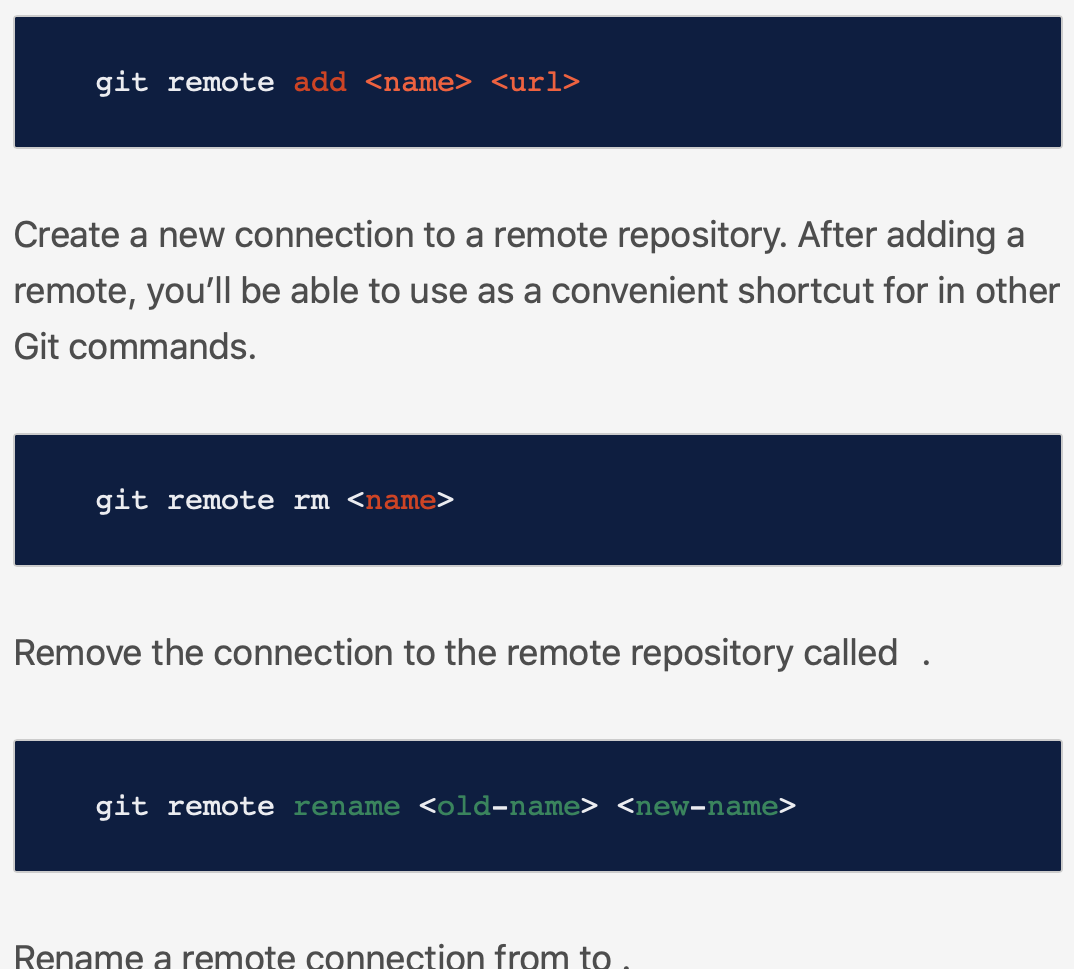 git remote add <name> <url>
Create a new connection to a remote repository. After adding a
remote, you’ll be able to use as a convenient shortcut for in other
Git commands.
git remote rm <name>
Remove the connection to the remote repository called .
git remote rename <old-name> <new-name>
Rename a remote connection from to .